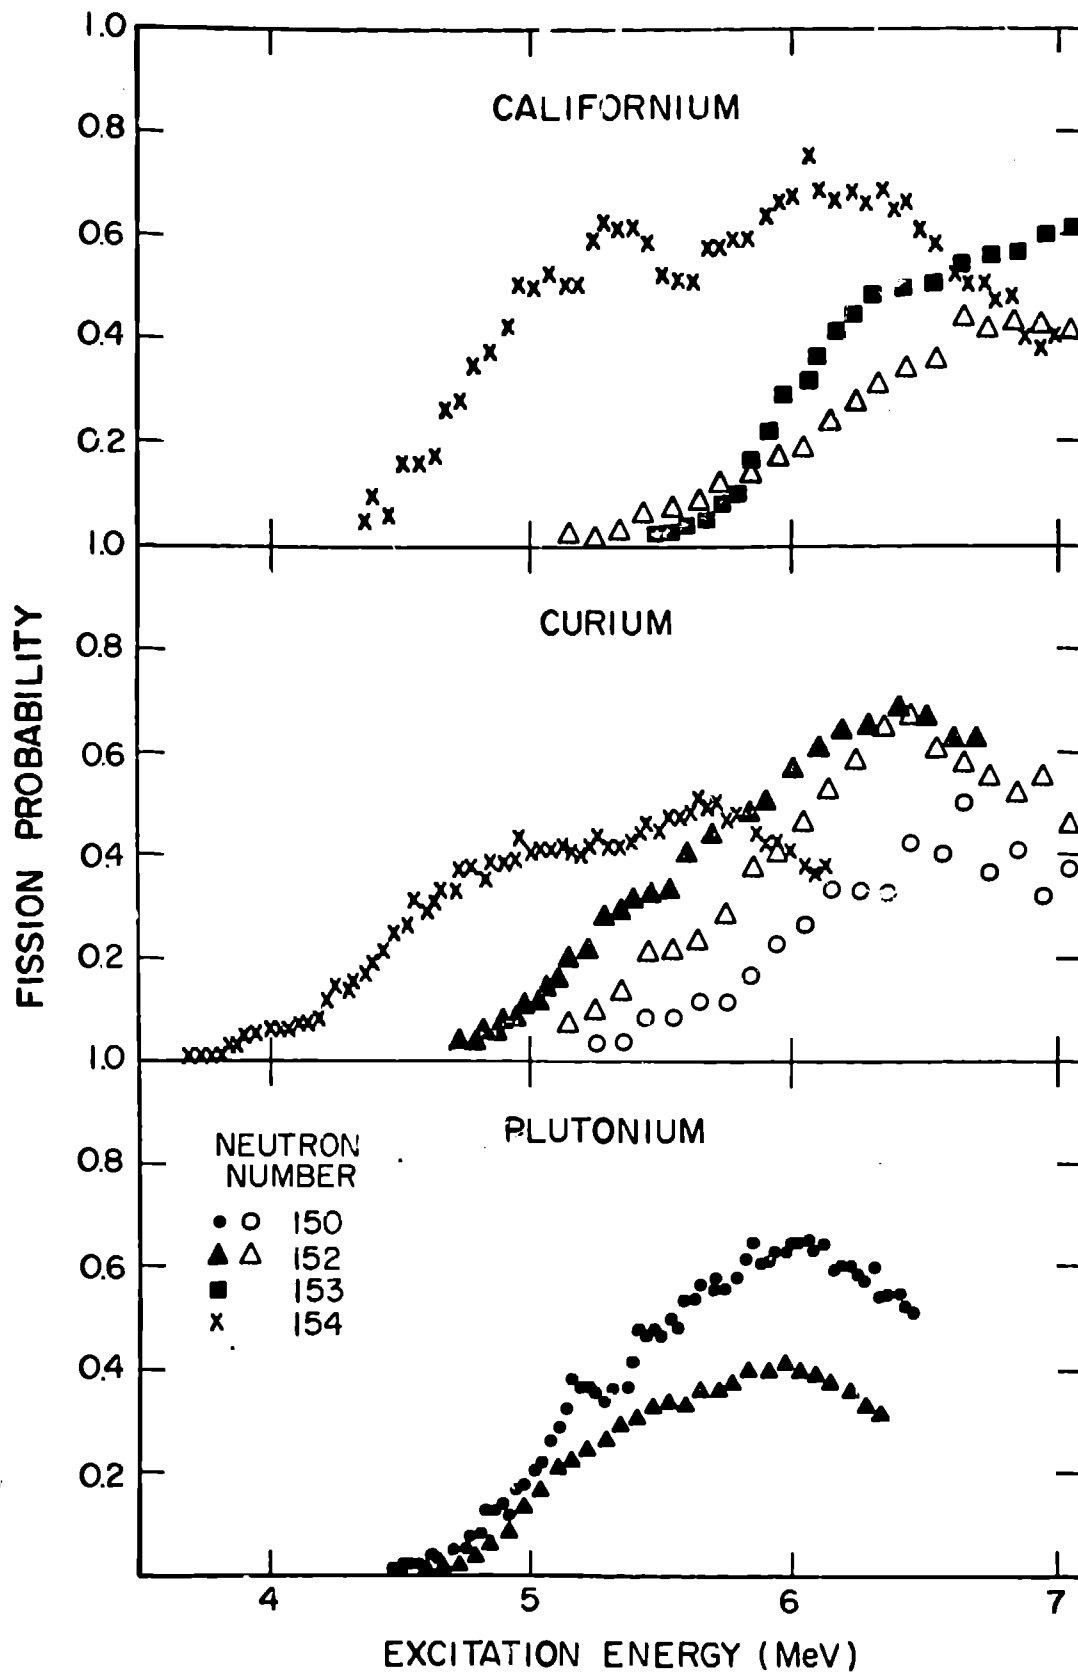 1.0
CALIFORNIUM
0.8
0.6
0.4
0.2
1.0
CURIUM
0.8
0.6
0.4
0.2
1.0
PLUTONIUM
0.8
0.6
0.4
0.2
NEUTRON
NUMBER
150
152
153
154
FISSION PROBABILITY
4 5 6 7
EXCITATION ENERGY (MeV)